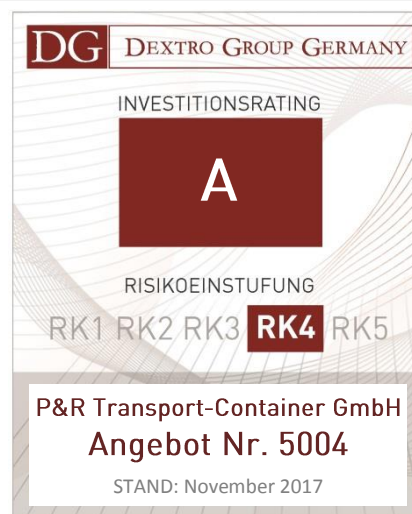 DG DEXTRO GROUP GERMANY
INVESTITIONSRATING
A
RISIKOEINSTUFUNG
RK1 RK2 RK3 RK4 RK5
P&R Transport-Container GmbH
Angebot Nr. 5004
STAND: November 2017